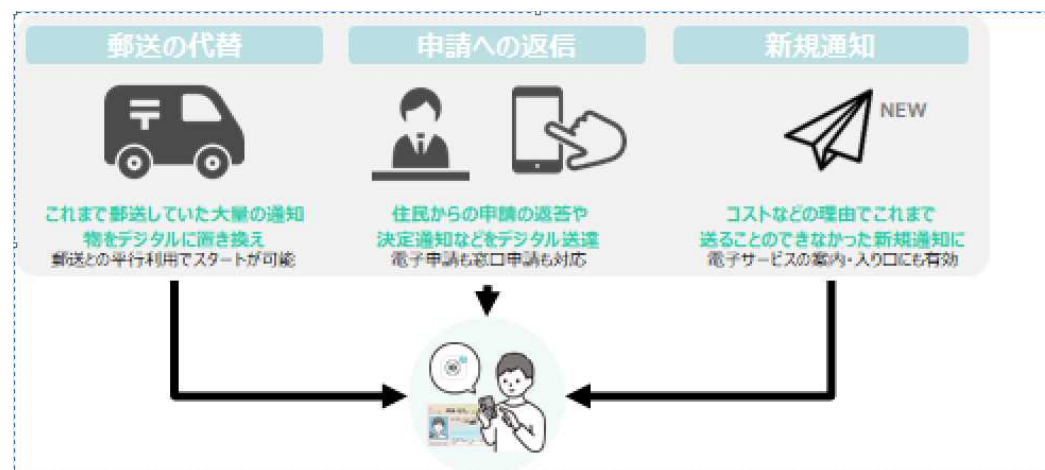 郵送の代替
申請への返信
新規通知
〒
NEW
これまで郵送していた大量の通知
物をデジタルに置き換え
郵送との平行利用でスタートが可能
住民からの申請の返答や
決定通知などをデジタル送達
電子申請も窓口申請も対応
コストなどの理由でこれまで
送ることのできなかった新規通知に
電子サービスの案内・入り口にも有効